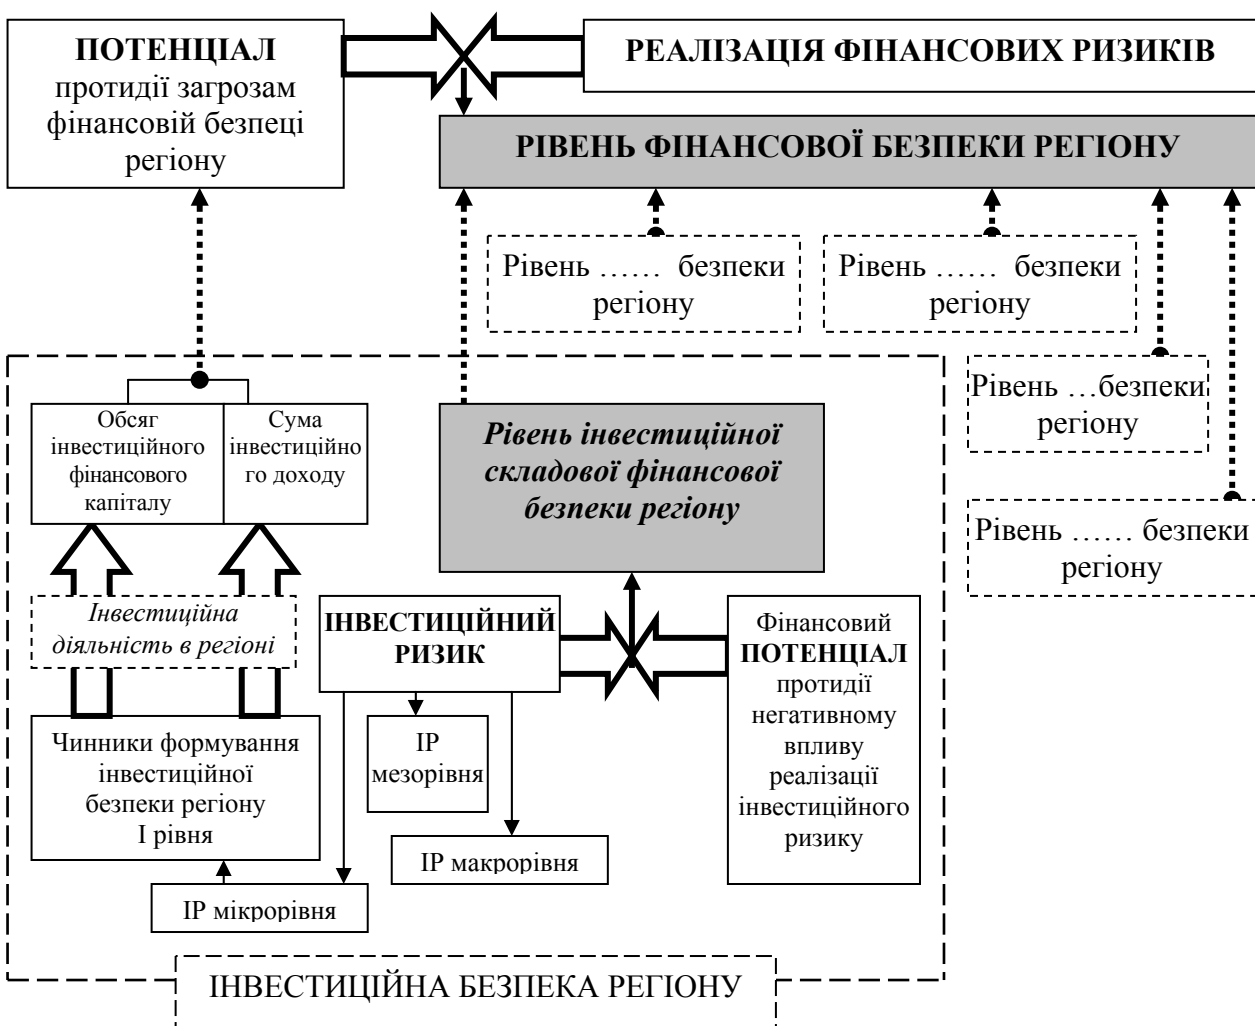 ПОТЕНЦІАЛ
протидії загрозам
фінансовій безпеці
регіону
РЕАЛІЗАЦІЯ ФІНАНСОВИХ РИЗИКІВ
РІВЕНЬ ФІНАНСОВОЇ БЕЗПЕКИ РЕГІОНУ
Рівень …… безпеки
регіону
Рівень …… безпеки
регіону
Рівень …безпеки
регіону
Рівень …… безпеки
регіону
Обсяг
інвестиційного
фінансового
капіталу
Сума
інвестиційно
го доходу
Рівень інвестиційної
складової фінансової
безпеки регіону
Інвестиційна
діяльність в регіоні
ІНВЕСТИЦІЙНИЙ
РИЗИК
Фінансовий
ПОТЕНЦІАЛ
протидії
негативному
впливу
реалізації
інвестиційного
ризику
Чинники формування
інвестиційної
безпеки регіону
І рівня
ІР
мезорівня
ІР макрорівня
ІР мікрорівня
ІНВЕСТИЦІЙНА БЕЗПЕКА РЕГІОНУ